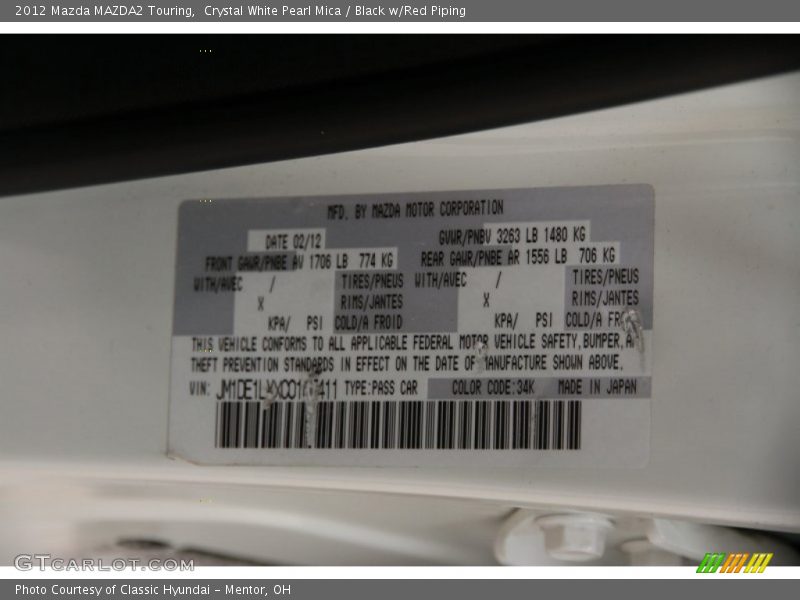 2012 Mazda MAZDA2 Touring, Crystal White Pearl Mica / Black w/Red Piping
MFD. BY MAZDA MOTOR CORPORATION
DATE 02/12 GVWR/PNBV 3263 LB 1480 KG
FRONT GAWR/PNBE AV 1706 LB 774 KG REAR GAWR/PNBE AR 1556 LB 706 KG
WITH/AVEC / TIRES/PNEUS WITH/AVEC / TIRES/PNEUS
X RIMS/JANTES X RIMS/JANTES
KPA/ PSI COLD/A FROID KPA/ PSI COLD/A
THIS VEHICLE CONFORMS TO ALL APPLICABLE FEDERAL MOTOR VEHICLE SAFETY, BUMPER,
THEFT PREVENTION STANDARDS IN EFFECT ON THE DATE OF MANUFACTURE SHOWN ABOVE.
VIN: TYPE:PASS CAR COLOR CODE:34K MADE IN JAPAN
GTCARLOT.COM
Photo Courtesy of Classic Hyundai – Mentor, OH